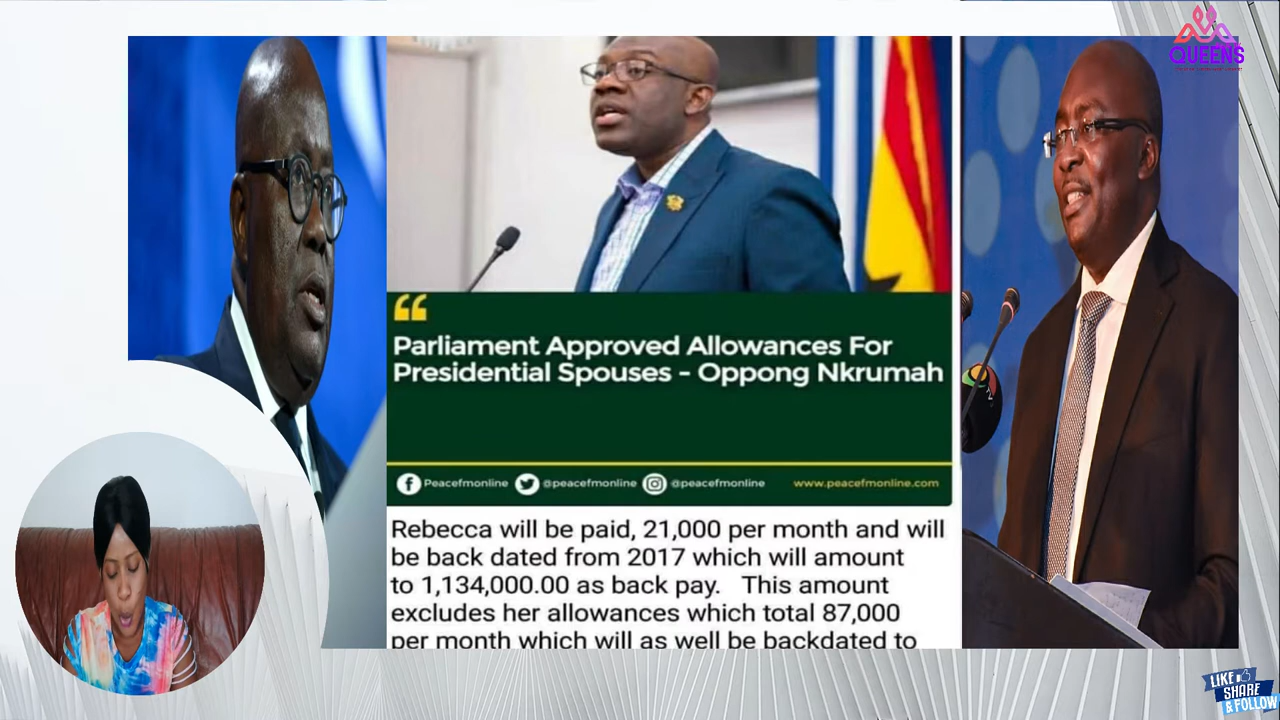 QUEENS
“
Parliament Approved Allowances For
Presidential Spouses - Oppong Nkrumah
Peacefmonline @peacefmonline @peacefmonline www.peacefmonline.com
Rebecca will be paid, 21,000 per month and will
be back dated from 2017 which will amount
to 1,134,000.00 as back pay. This amount
excludes her allowances which total 87,000
per month which will as well be backdated to
LIKE
SHARE
& FOLLOW